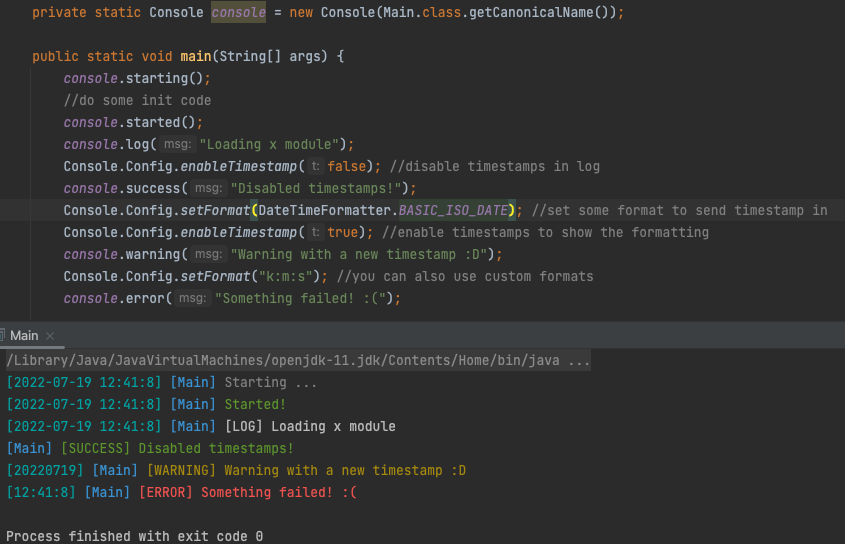 private static Console console = new Console(Main.class.getCanonicalName());
public static void main(String[] args) {
console.starting();
//do some init code
console.started();
console.log( msg: "Loading x module");
Console.Config.enableTimestamp( t: false); //disable timestamps in log
console.success( msg: "Disabled timestamps!");
Console.Config.setFormat(DateTimeFormatter.BASIC_ISO_DATE); //set some format to send timestamp in
Console.Config.enableTimestamp( t: true); //enable timestamps to show the formatting
console.warning( msg: "Warning with a new timestamp :D");
Console.Config.setFormat("k:m:s"); //you can also use custom formats
console.error( msg: "Something failed! :(");
Main ×
/Library/Java/JavaVirtualMachines/openjdk-11.jdk/Contents/Home/bin/java ...
[2022-07-19 12:41:8] [Main] Starting ...
[2022-07-19 12:41:8] [Main] Started!
[2022-07-19 12:41:8] [Main] [LOG] Loading x module
[Main] [SUCCESS] Disabled timestamps!
[20220719] [Main] [WARNING] Warning with a new timestamp :D
[12:41:8] [Main] [ERROR] Something failed! :(
Process finished with exit code 0